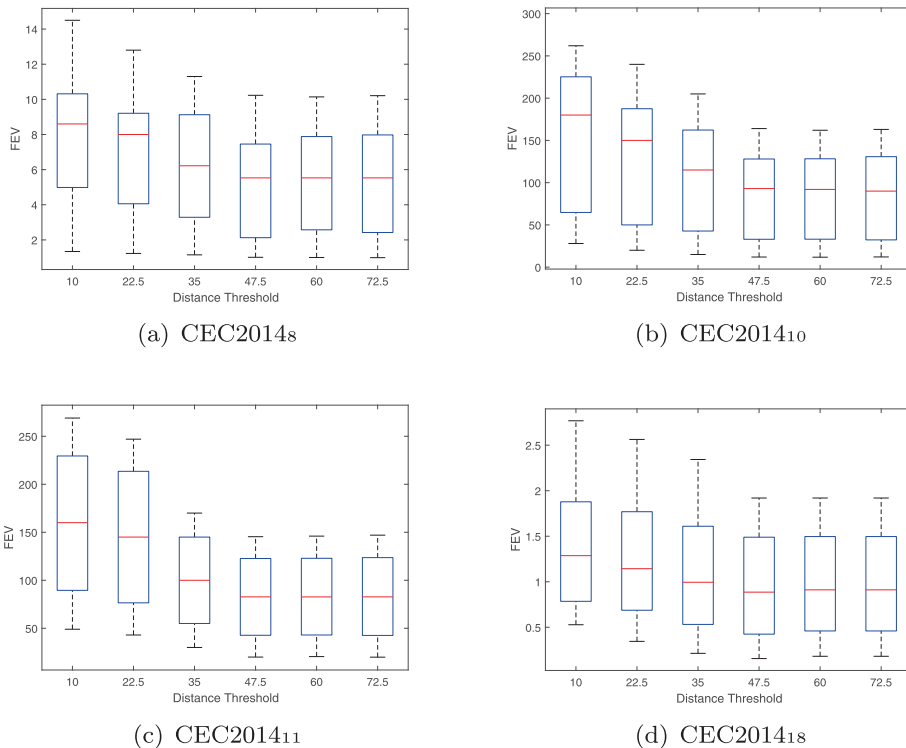 14
12
10
8
6
4
2
FEV
10 22.5 35 47.5 60 72.5
Distance Threshold
(a) CEC2014₈
300
250
200
150
100
50
0
FEV
10 22.5 35 47.5 60 72.5
Distance Threshold
(b) CEC2014₁₀
250
200
150
100
50
FEV
10 22.5 35 47.5 60 72.5
Distance Threshold
(c) CEC2014₁₁
2.5
2
1.5
1
0.5
FEV
10 22.5 35 47.5 60 72.5
Distance Threshold
(d) CEC2014₁₈